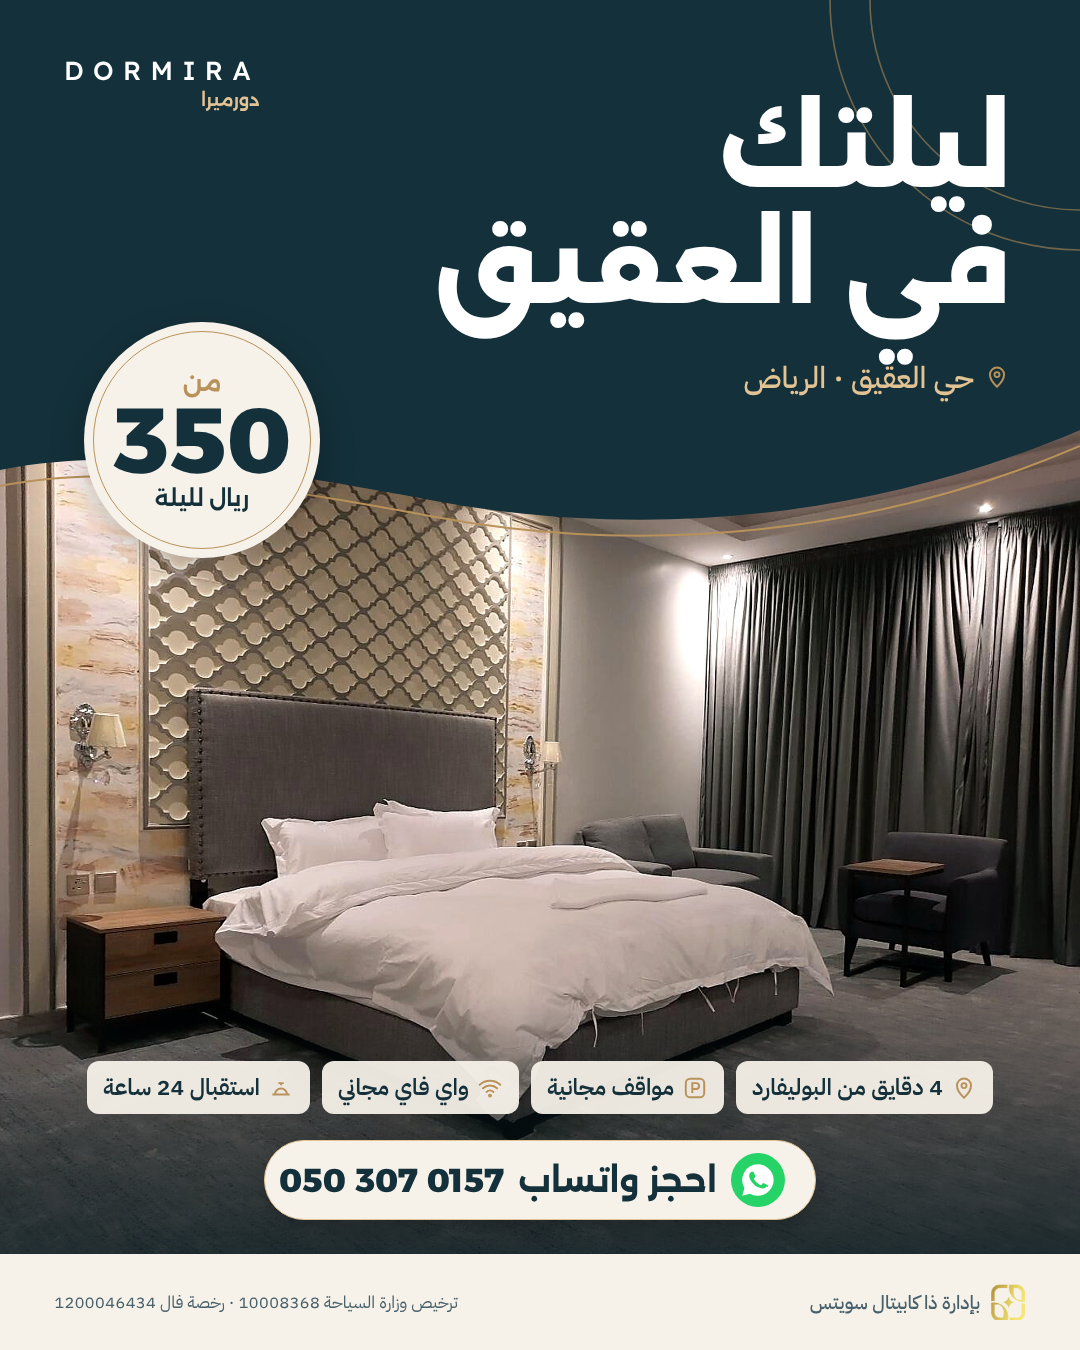 DORMIRA
دورميرا
ليلتك
في العقيق
حي العقيق · الرياض
من
350
ريال لليلة
4 دقايق من البوليفارد
مواقف مجانية
واي فاي مجاني
استقبال 24 ساعة
احجز واتساب 050 307 0157
بإدارة ذا كابيتال سويتس
ترخيص وزارة السياحة 10008368 · رخصة فال 1200046434